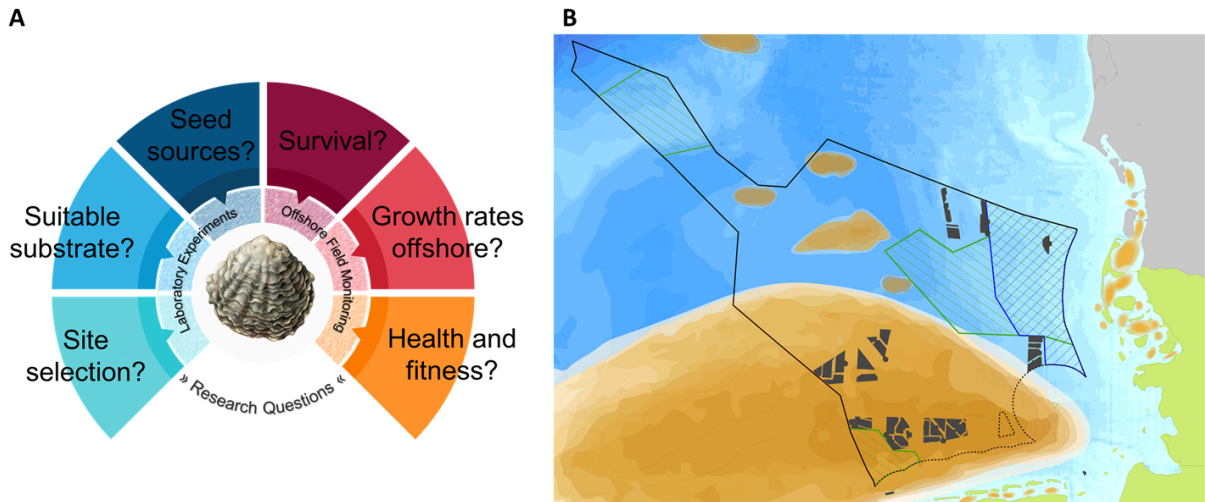 A
B
Seed
sources?
Survival?
Suitable
substrate?
Growth rates
offshore?
Site
selection?
Health and
fitness?
Laboratory Experiments
Offshore Field Monitoring
» Research Questions «